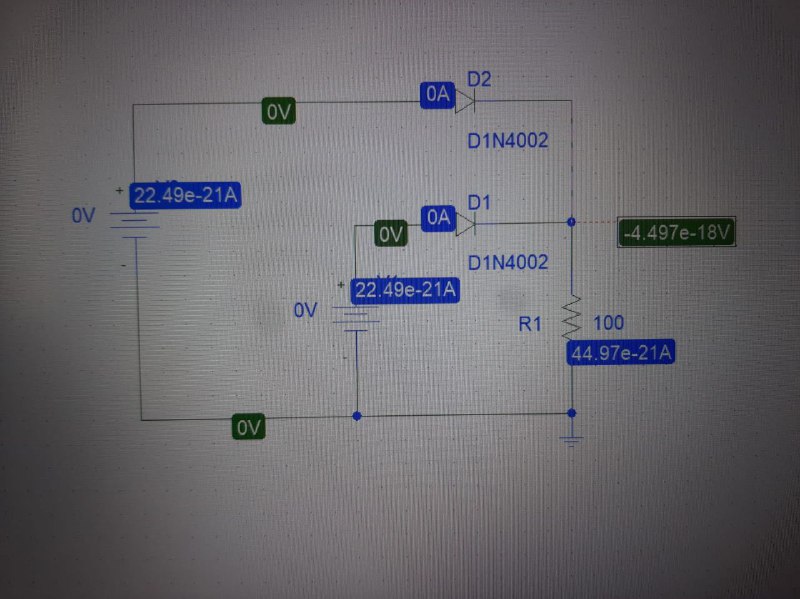 D2
0A
0V
D1N4002
+
22.49e-21A
0V
D1
0A
0V
-4.497e-18V
D1N4002
-
+
22.49e-21A
0V
R1
100
44.97e-21A
-
0V